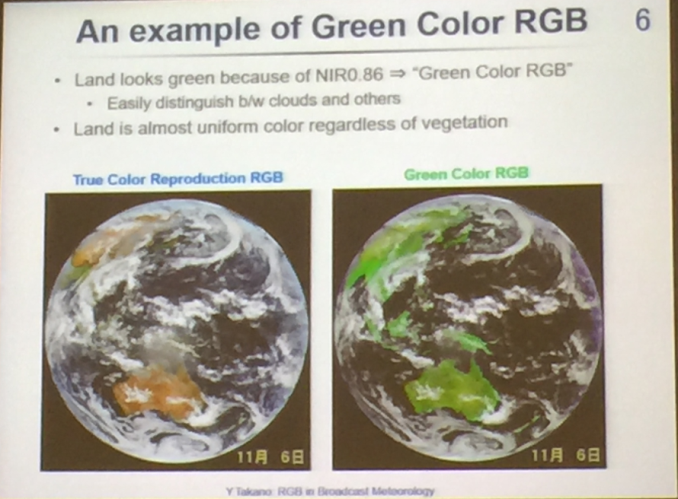 An example of Green Color RGB 6
• Land looks green because of NIR0.86 ⇒ "Green Color RGB"
• Easily distinguish b/w clouds and others
• Land is almost uniform color regardless of vegetation
True Color Reproduction RGB
Green Color RGB
11月 6日
11月 6日
Y Takano: RGB in Broadcast Meteorology